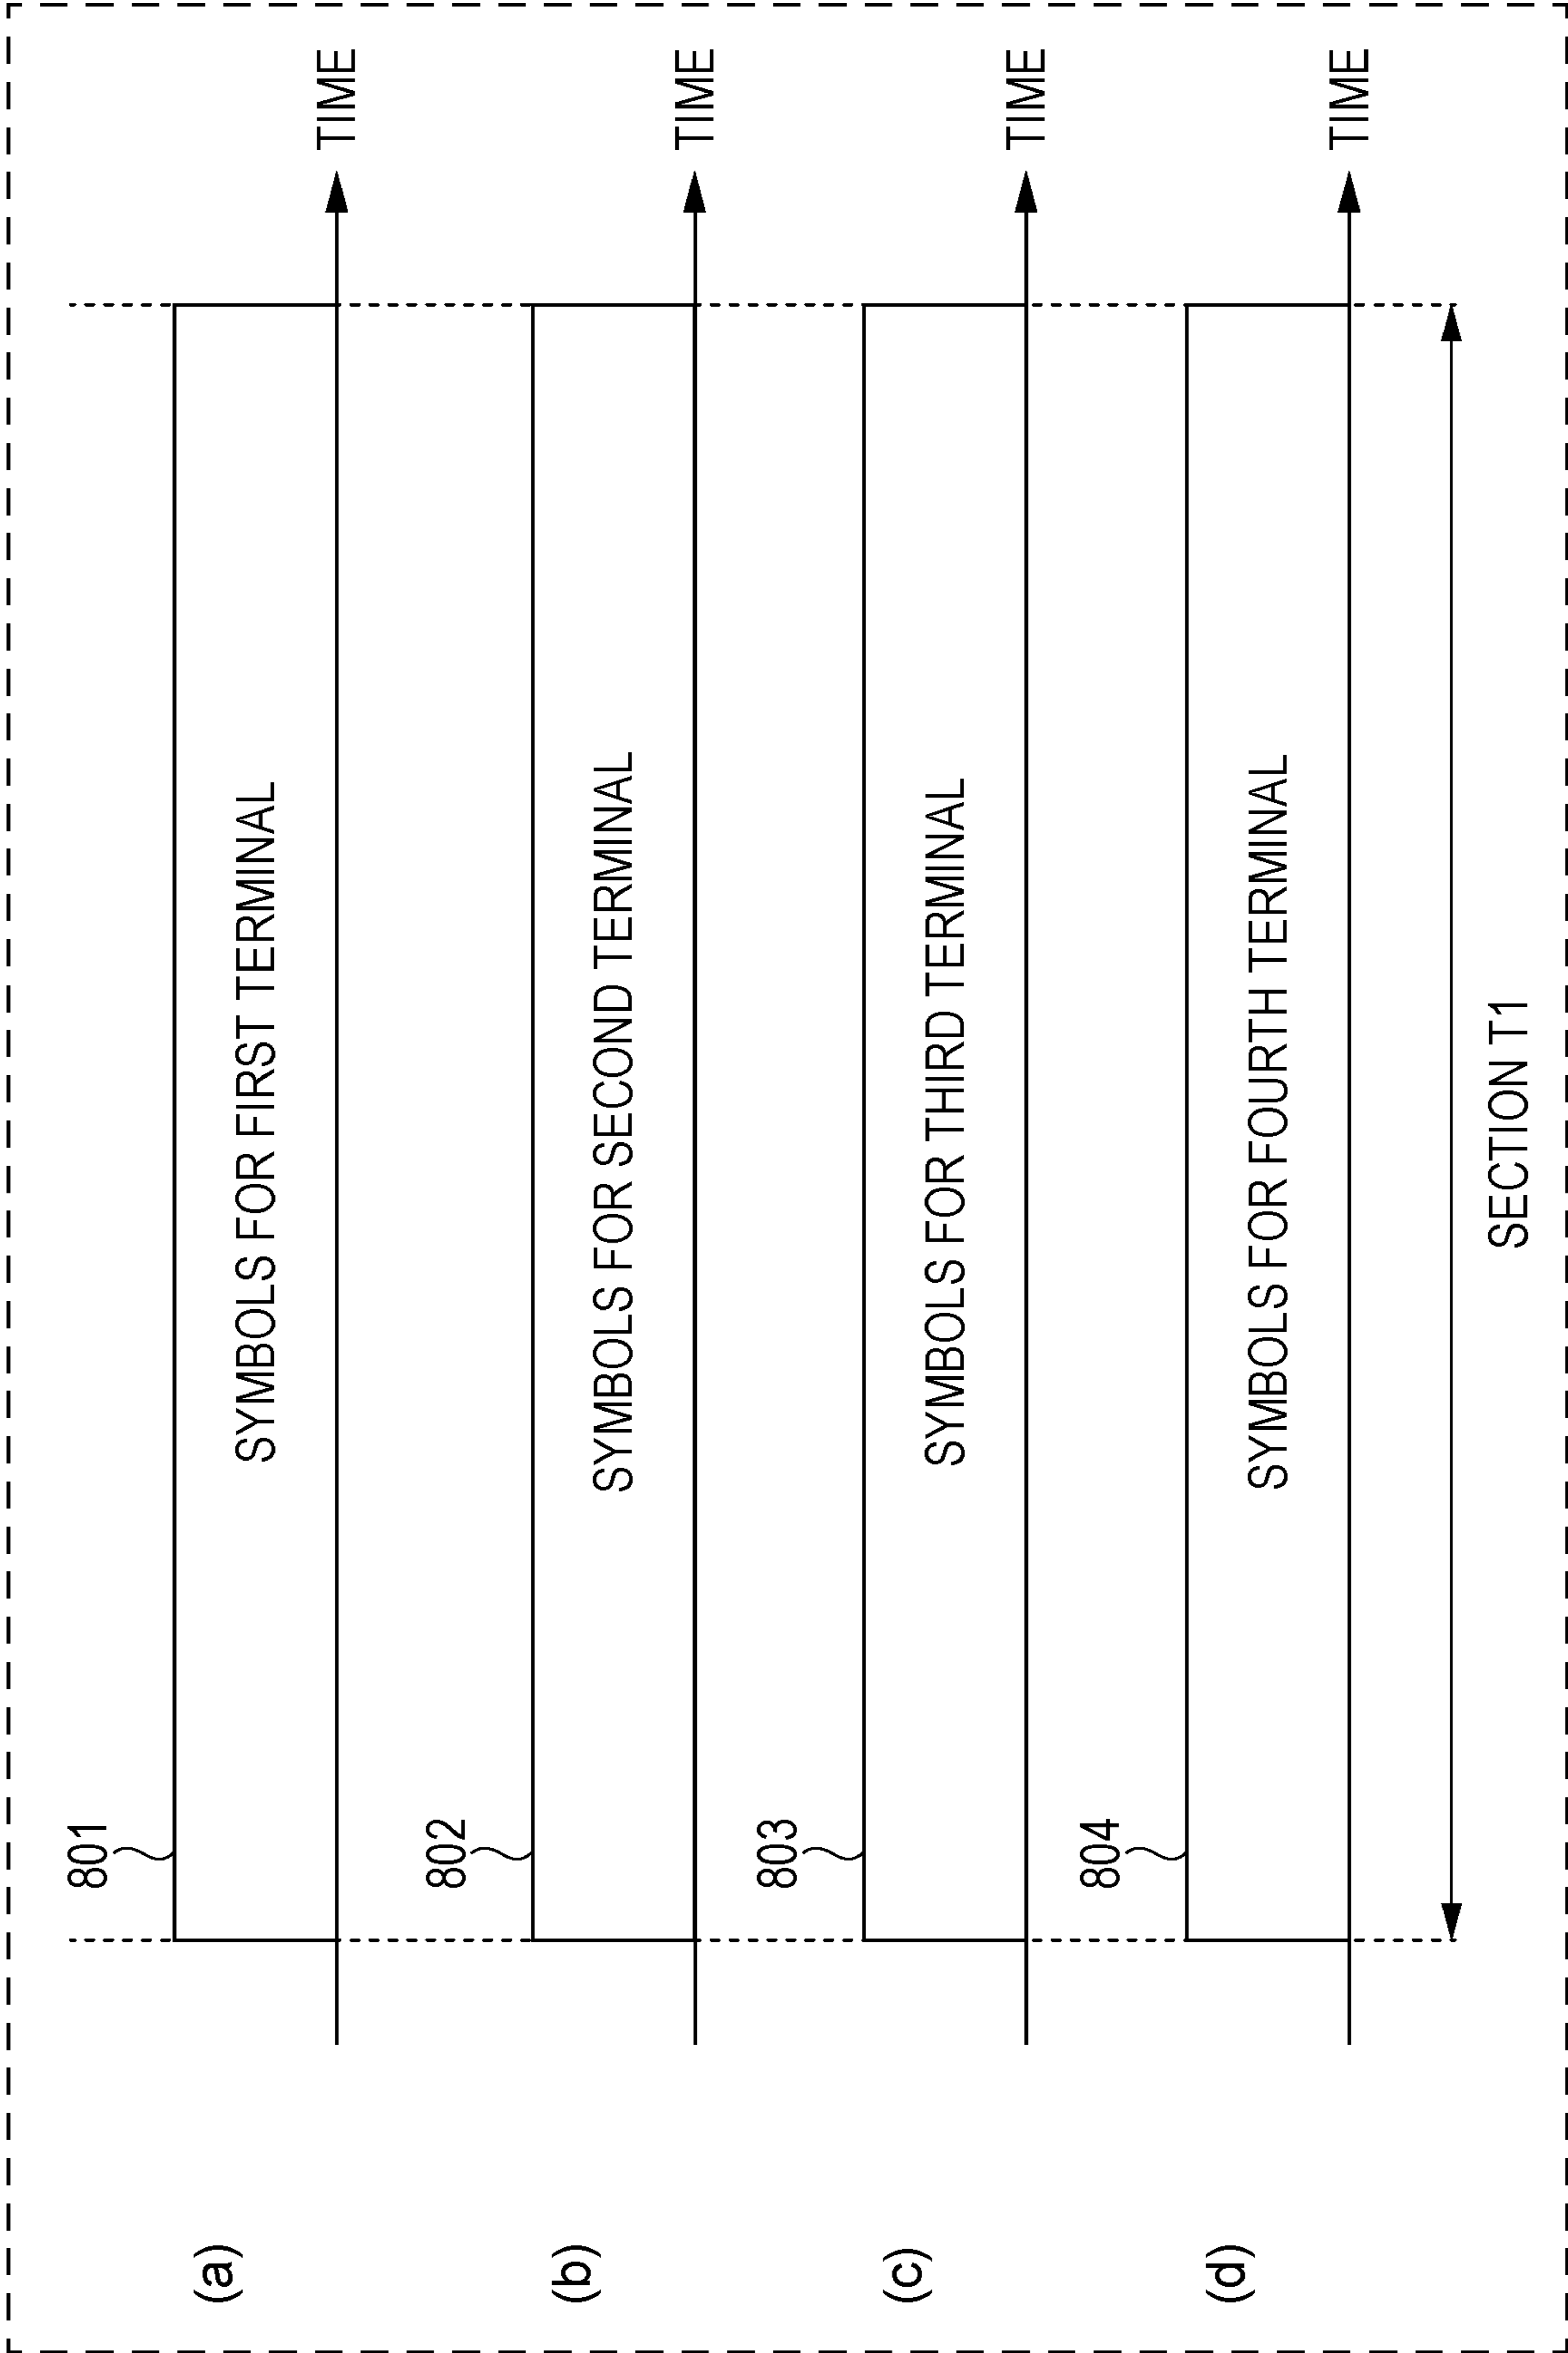 801
(a)
SYMBOLS FOR FIRST TERMINAL
TIME
802
(b)
SYMBOLS FOR SECOND TERMINAL
TIME
803
(c)
SYMBOLS FOR THIRD TERMINAL
TIME
804
(d)
SYMBOLS FOR FOURTH TERMINAL
TIME
SECTION T1